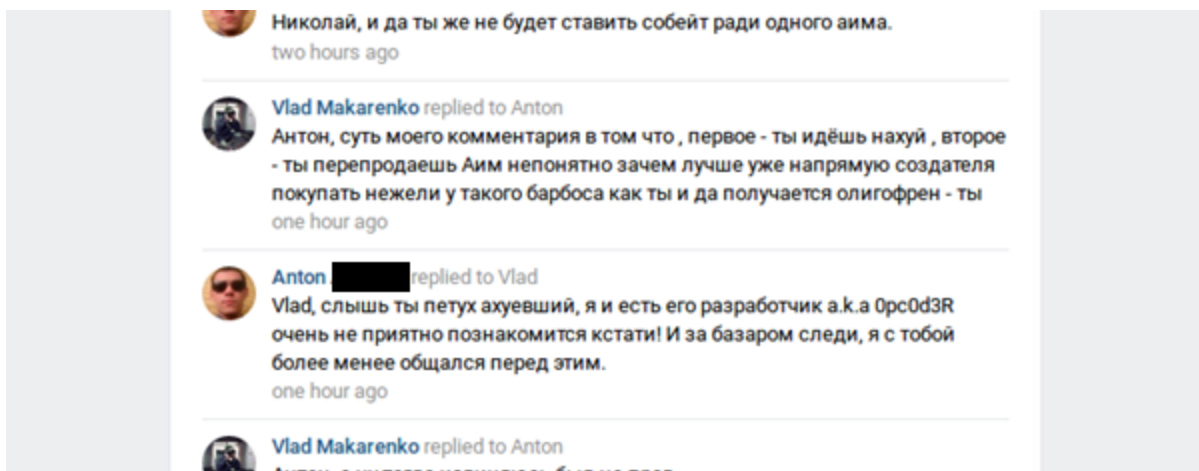 Николай, и да ты же не будет ставить собейт ради одного аима.
two hours ago
Vlad Makarenko replied to Anton
Антон, суть моего комментария в том что , первое - ты идёшь нахуй , второе
- ты перепродаешь Аим непонятно зачем лучше уже напрямую создателя
покупать нежели у такого барбоса как ты и да получается олигофрен - ты
one hour ago
Anton replied to Vlad
Vlad, слышь ты петух ахуевший, я и есть его разработчик a.k.a 0pc0d3R
очень не приятно познакомится кстати! И за базаром следи, я с тобой
более менее общался перед этим.
one hour ago
Vlad Makarenko replied to Anton